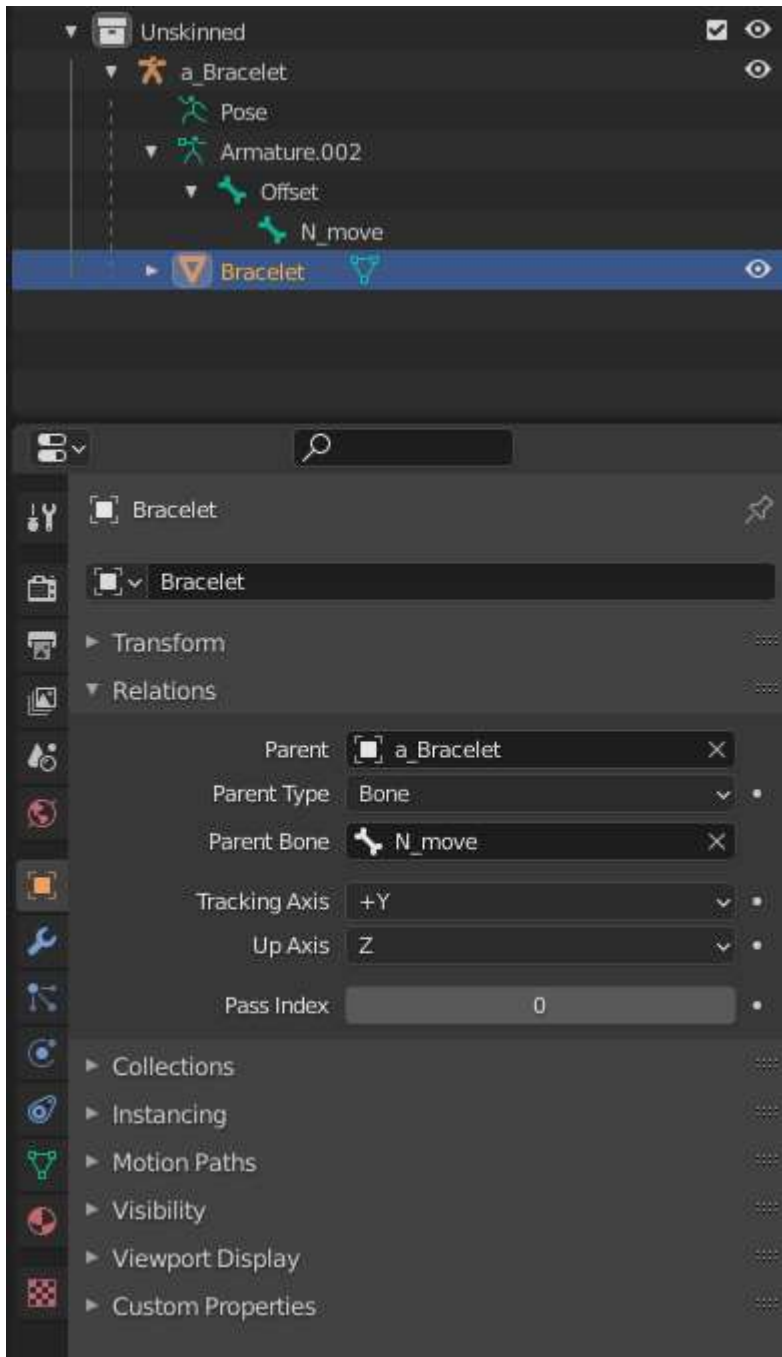 Unskinned
a_Bracelet
Pose
Armature.002
Offset
N_move
Bracelet
Bracelet
Bracelet
Transform
Relations
Parent a_Bracelet
Parent Type Bone
Parent Bone N_move
Tracking Axis +Y
Up Axis Z
Pass Index 0
Collections
Instancing
Motion Paths
Visibility
Viewport Display
Custom Properties